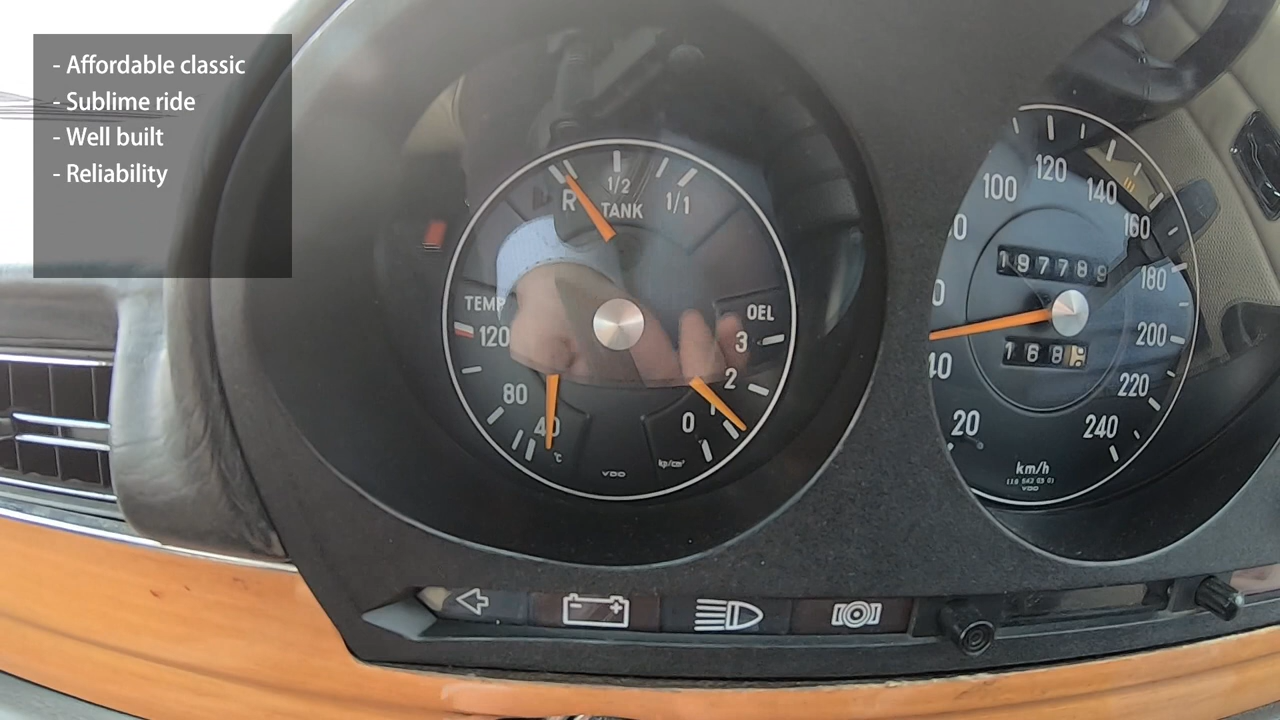 - Affordable classic
- Sublime ride
- Well built
- Reliability
R 1/2 1/1
TANK
TEMP
120
80
40
°C
OEL
3
2
0
kp/cm²
VDO
20
40
100
120
140
160
180
200
220
240
197789
168
km/h
VDO